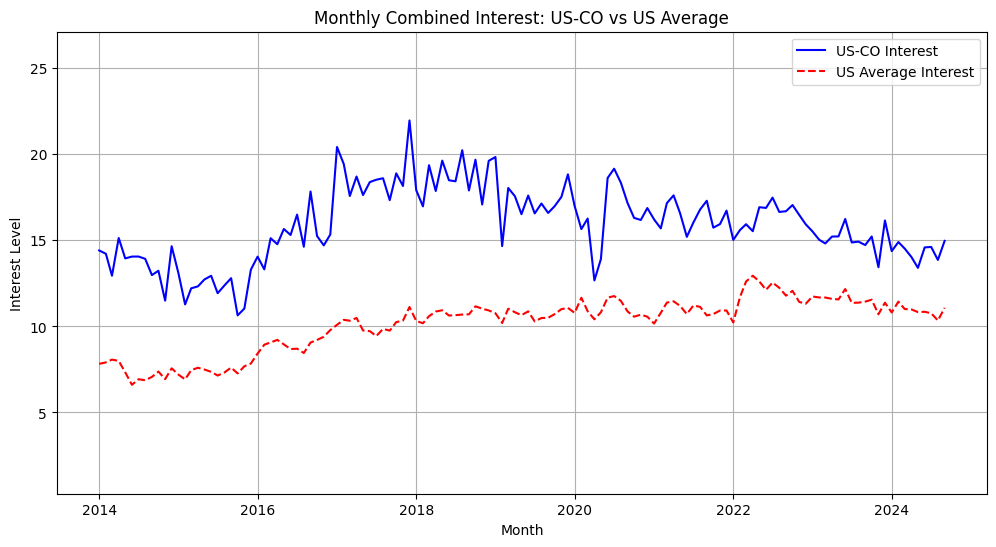 Monthly Combined Interest: US-CO vs US Average
US-CO Interest
US Average Interest
Interest Level
25
20
15
10
5
2014 2016 2018 2020 2022 2024
Month